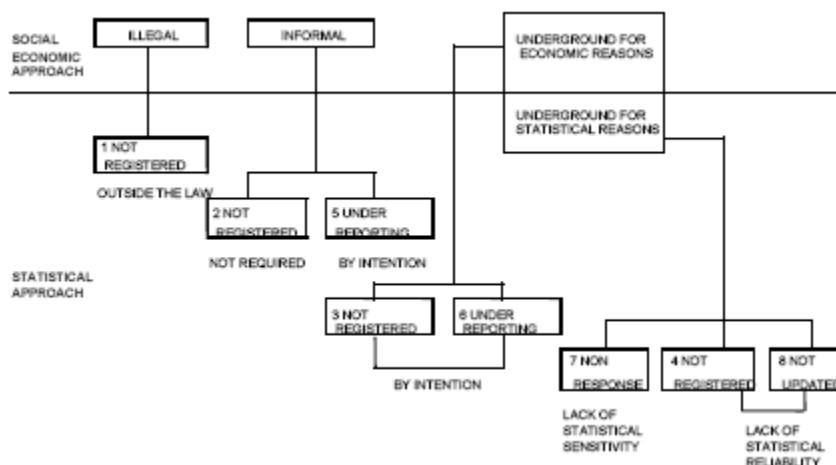 SOCIAL
ECONOMIC
APPROACH
ILLEGAL
INFORMAL
UNDERGROUND FOR
ECONOMIC REASONS
UNDERGROUND FOR
STATISTICAL REASONS
1 NOT
REGISTERED
OUTSIDE THE LAW
2 NOT
REGISTERED
5 UNDER
REPORTING
NOT REQUIRED
BY INTENTION
STATISTICAL
APPROACH
3 NOT
REGISTERED
6 UNDER
REPORTING
BY INTENTION
7 NON
RESPONSE
4 NOT
REGISTERED
8 NOT
UPDATED
LACK OF
STATISTICAL
SENSITIVITY
LACK OF
STATISTICAL
RELIABILITY